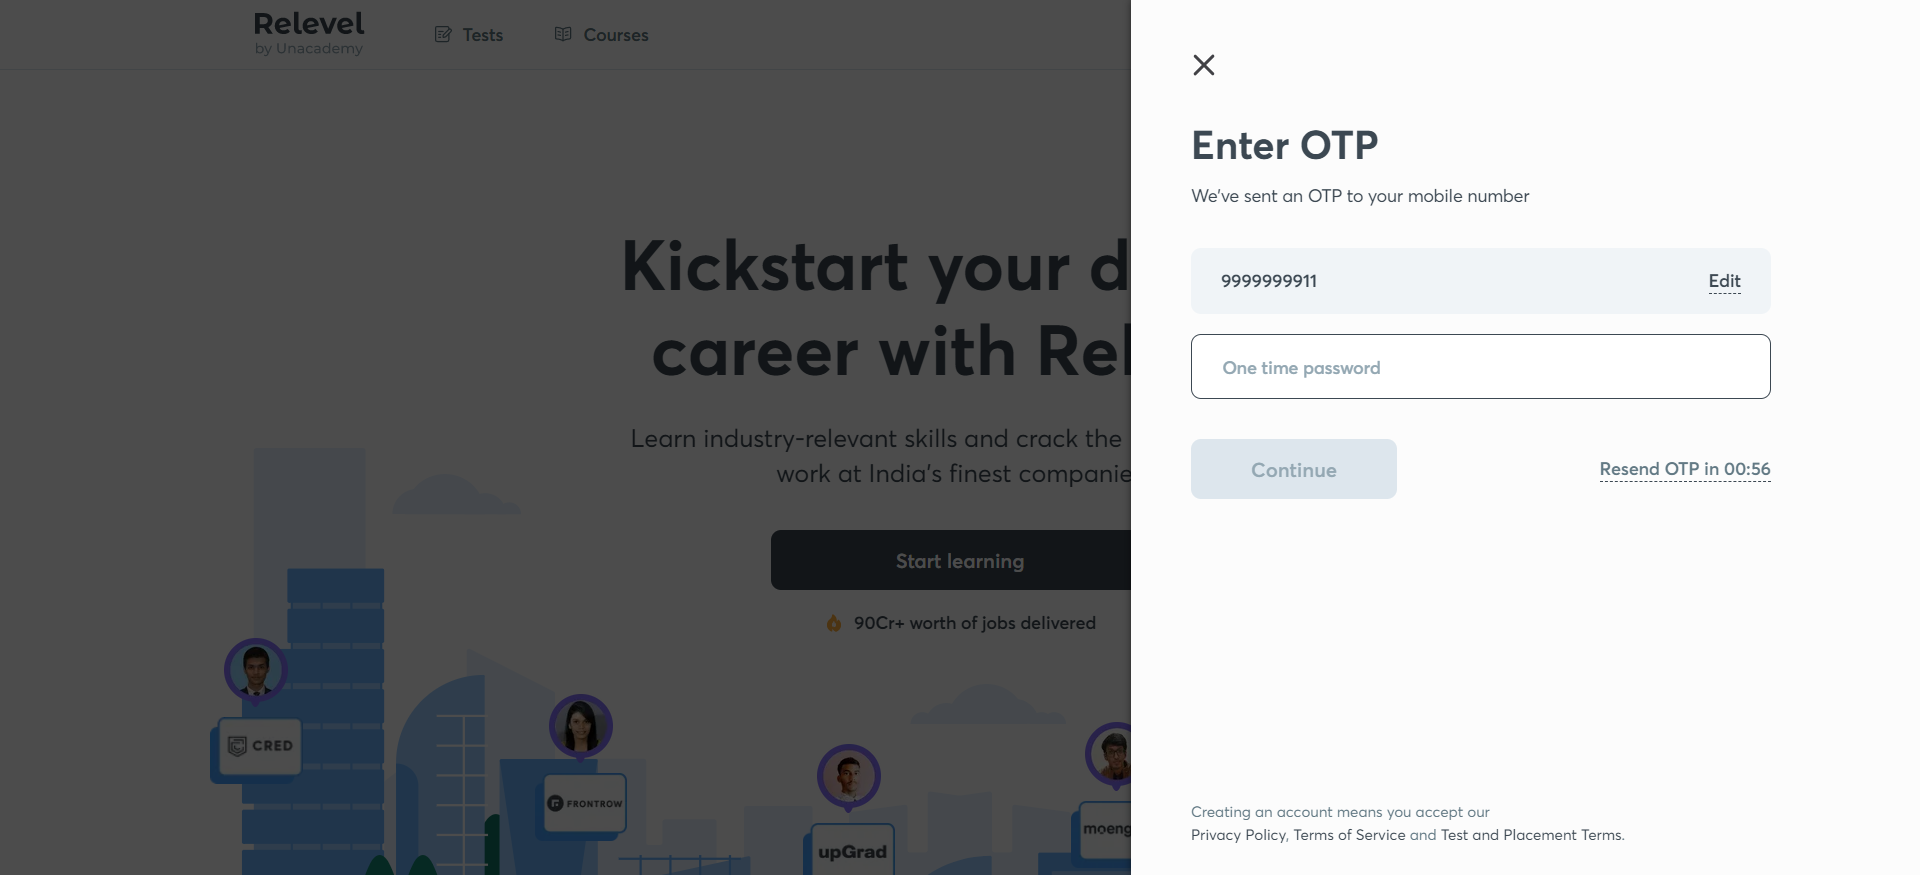 Relevel
by Unacademy
Tests
Courses
Kickstart your d
career with Rel
Learn industry-relevant skills and crack the
work at India's finest companie
Start learning
90Cr+ worth of jobs delivered
CRED
FRONTROW
upGrad
moeng
Enter OTP
We've sent an OTP to your mobile number
9999999911
Edit
One time password
Continue
Resend OTP in 00:56
Creating an account means you accept our
Privacy Policy, Terms of Service and Test and Placement Terms.